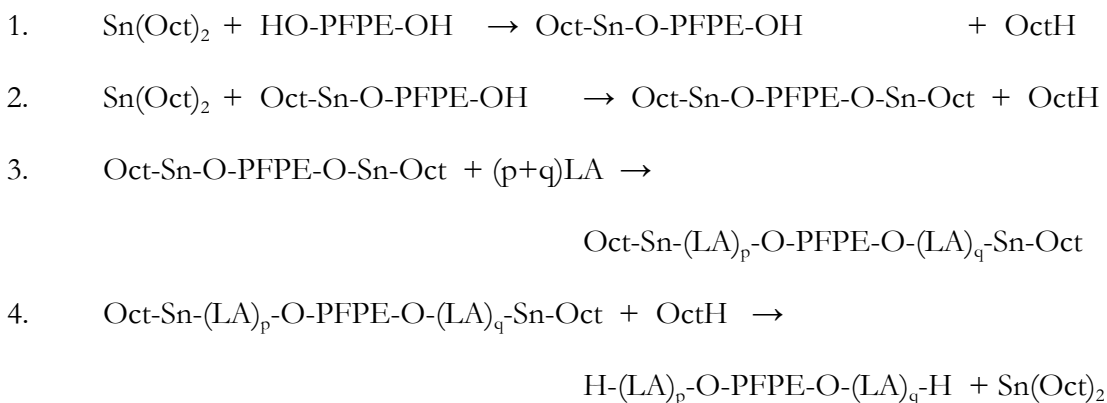 1. Sn(Oct)₂ + HO-PFPE-OH → Oct-Sn-O-PFPE-OH + OctH
2. Sn(Oct)₂ + Oct-Sn-O-PFPE-OH → Oct-Sn-O-PFPE-O-Sn-Oct + OctH
3. Oct-Sn-O-PFPE-O-Sn-Oct + (p+q)LA →
Oct-Sn-(LA)ₚ-O-PFPE-O-(LA)q-Sn-Oct
4. Oct-Sn-(LA)ₚ-O-PFPE-O-(LA)q-Sn-Oct + OctH →
H-(LA)ₚ-O-PFPE-O-(LA)q-H + Sn(Oct)₂